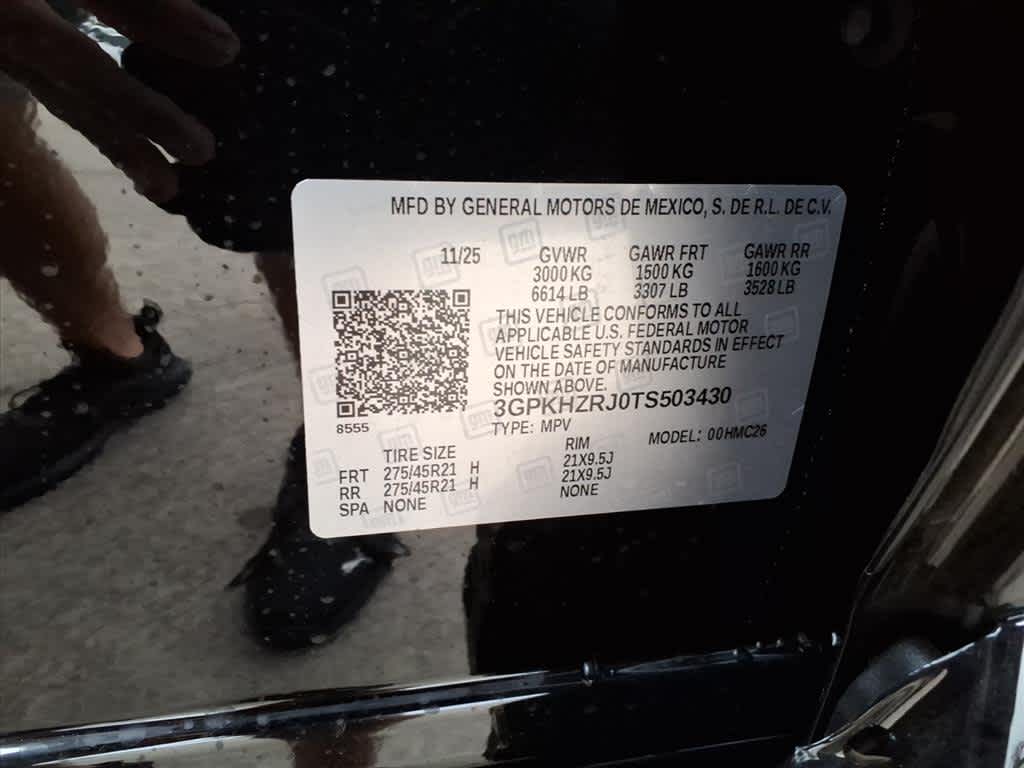 MFD BY GENERAL MOTORS DE MEXICO, S. DE R.L. DE C.V.
11/25 GVWR GAWR FRT GAWR RR
3000 KG 1500 KG 1600 KG
6614 LB 3307 LB 3528 LB
THIS VEHICLE CONFORMS TO ALL
APPLICABLE U.S. FEDERAL MOTOR
VEHICLE SAFETY STANDARDS IN EFFECT
ON THE DATE OF MANUFACTURE
SHOWN ABOVE.
3GPKHZRJ0TS503430
8555
TYPE: MPV MODEL: 00HMC26
TIRE SIZE RIM
FRT 275/45R21 H 21X9.5J
RR 275/45R21 H 21X9.5J
SPA NONE NONE